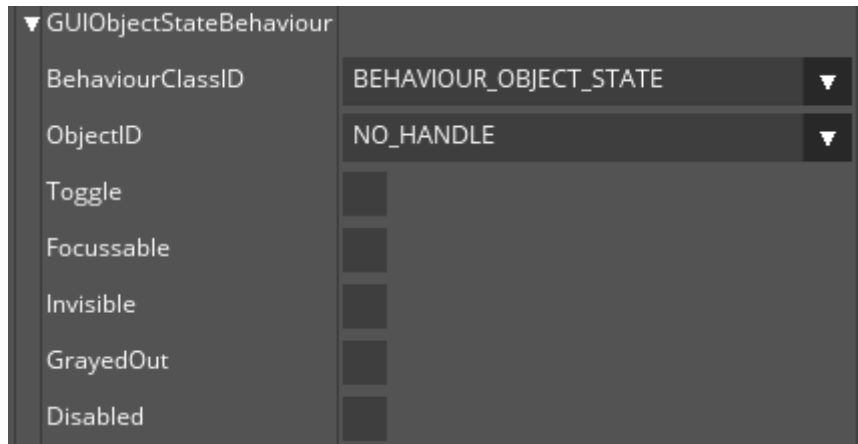 GUIObjectStateBehaviour
BehaviourClassID BEHAVIOUR_OBJECT_STATE
ObjectID NO_HANDLE
Toggle
Focussable
Invisible
GrayedOut
Disabled